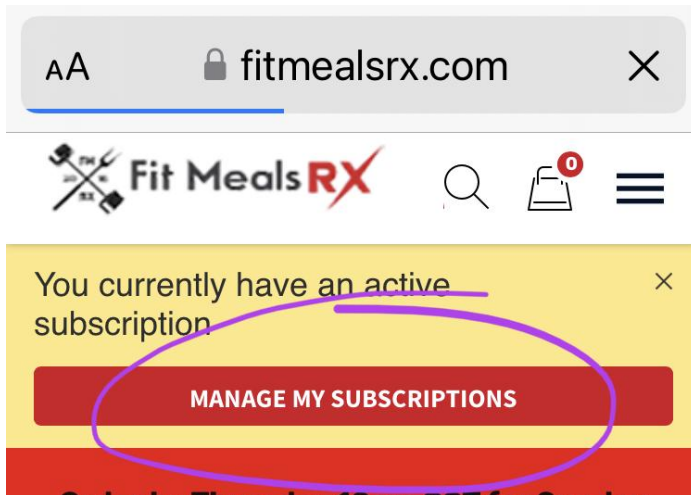 AA fitmealsrx.com
Fit Meals RX 0
You currently have an active
subscription
MANAGE MY SUBSCRIPTIONS